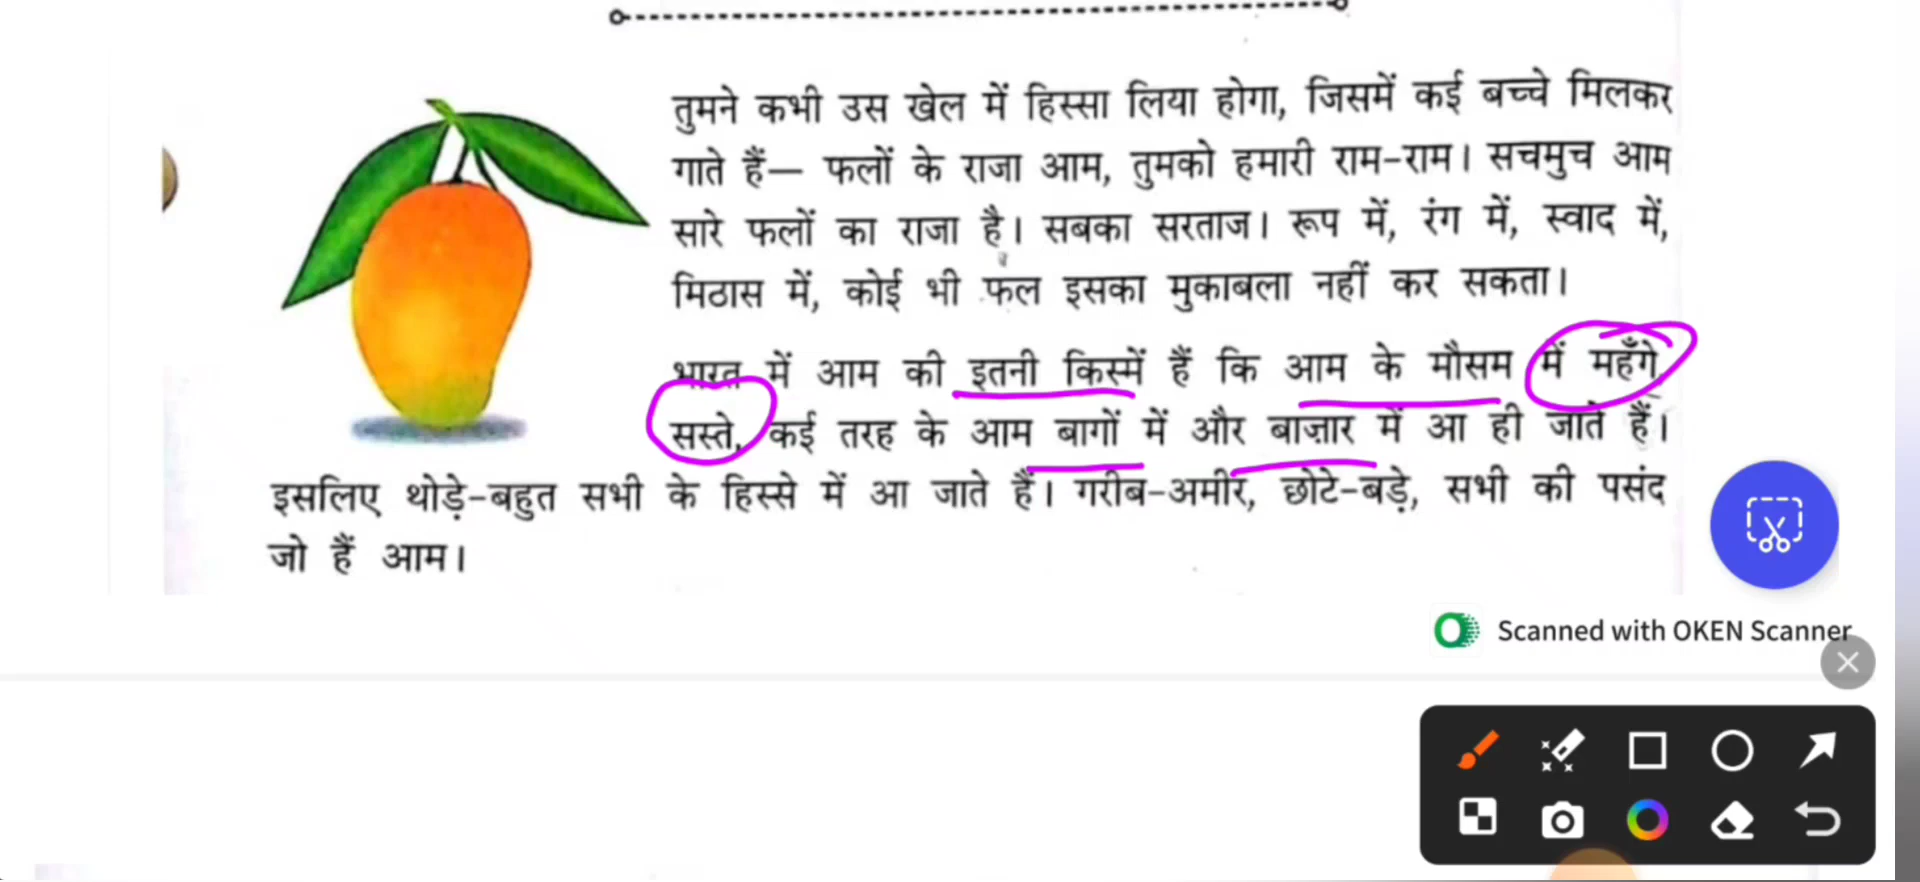 तुमने कभी उस खेल में हिस्सा लिया होगा, जिसमें कई बच्चे मिलकर
गाते हैं— फलों के राजा आम, तुमको हमारी राम-राम। सचमुच आम
सारे फलों का राजा है। सबका सरताज। रूप में, रंग में, स्वाद में,
मिठास में, कोई भी फल इसका मुकाबला नहीं कर सकता।
भारत में आम की इतनी किस्में हैं कि आम के मौसम में महँगे,
सस्ते, कई तरह के आम बागों में और बाज़ार में आ ही जाते हैं।
इसलिए थोड़े-बहुत सभी के हिस्से में आ जाते हैं। गरीब-अमीर, छोटे-बड़े, सभी की पसंद
जो हैं आम।
Scanned with OKEN Scanner